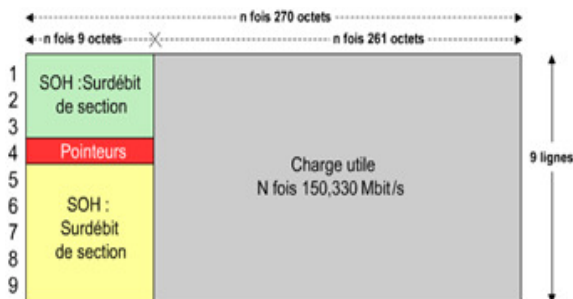 n fois 270 octets
n fois 9 octets
n fois 261 octets
1
2
3
4
5
6
7
8
9
SOH :Surdébit
de section
Pointeurs
SOH :
Surdébit
de section
Charge utile
N fois 150,330 Mbit/s
9 lignes